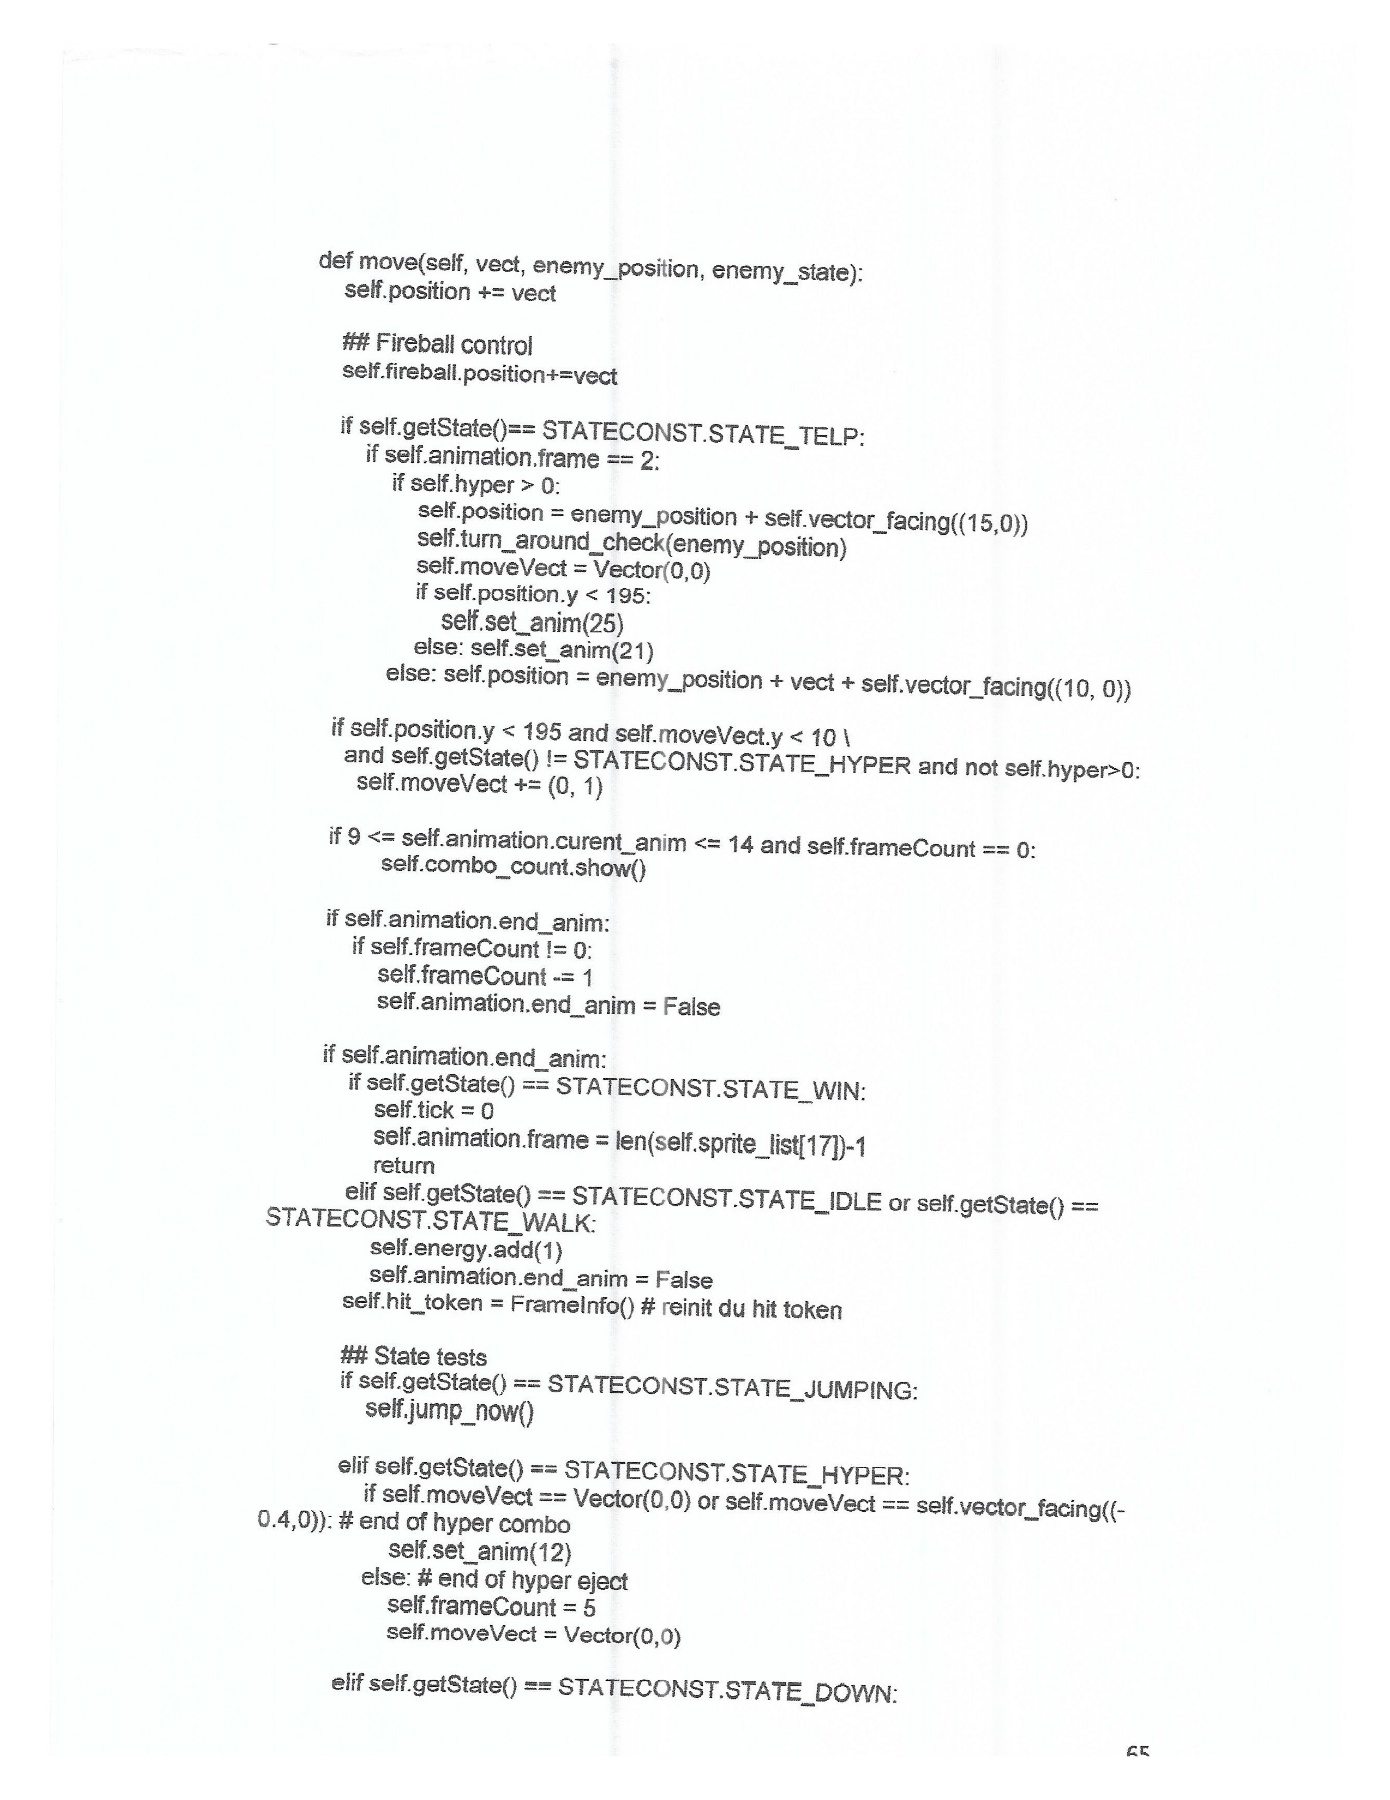 def move(self, vect, enemy_position, enemy_state):
self.position += vect
## Fireball control
self.fireball.position+=vect
if self.getState()== STATECONST.STATE_TELP:
if self.animation.frame == 2:
if self.hyper > 0:
self.position = enemy_position + self.vector_facing((15,0))
self.turn_around_check(enemy_position)
self.moveVect = Vector(0,0)
if self.position.y < 195:
self.set_anim(25)
else: self.set_anim(21)
else: self.position = enemy_position + vect + self.vector_facing((10, 0))
if self.position.y < 195 and self.moveVect.y < 10 \
and self.getState() != STATECONST.STATE_HYPER and not self.hyper>0:
self.moveVect += (0, 1)
if 9 <= self.animation.curent_anim <= 14 and self.frameCount == 0:
self.combo_count.show()
if self.animation.end_anim:
if self.frameCount != 0:
self.frameCount -= 1
self.animation.end_anim = False
if self.animation.end_anim:
if self.getState() == STATECONST.STATE_WIN:
self.tick = 0
self.animation.frame = len(self.sprite_list[17])-1
return
elif self.getState() == STATECONST.STATE_IDLE or self.getState() ==
STATECONST.STATE_WALK:
self.energy.add(1)
self.animation.end_anim = False
self.hit_token = FrameInfo() # reinit du hit token
## State tests
if self.getState() == STATECONST.STATE_JUMPING:
self.jump_now()
elif self.getState() == STATECONST.STATE_HYPER:
if self.moveVect == Vector(0,0) or self.moveVect == self.vector_facing((-
0.4,0)): # end of hyper combo
self.set_anim(12)
else: # end of hyper eject
self.frameCount = 5
self.moveVect = Vector(0,0)
elif self.getState() == STATECONST.STATE_DOWN:
65